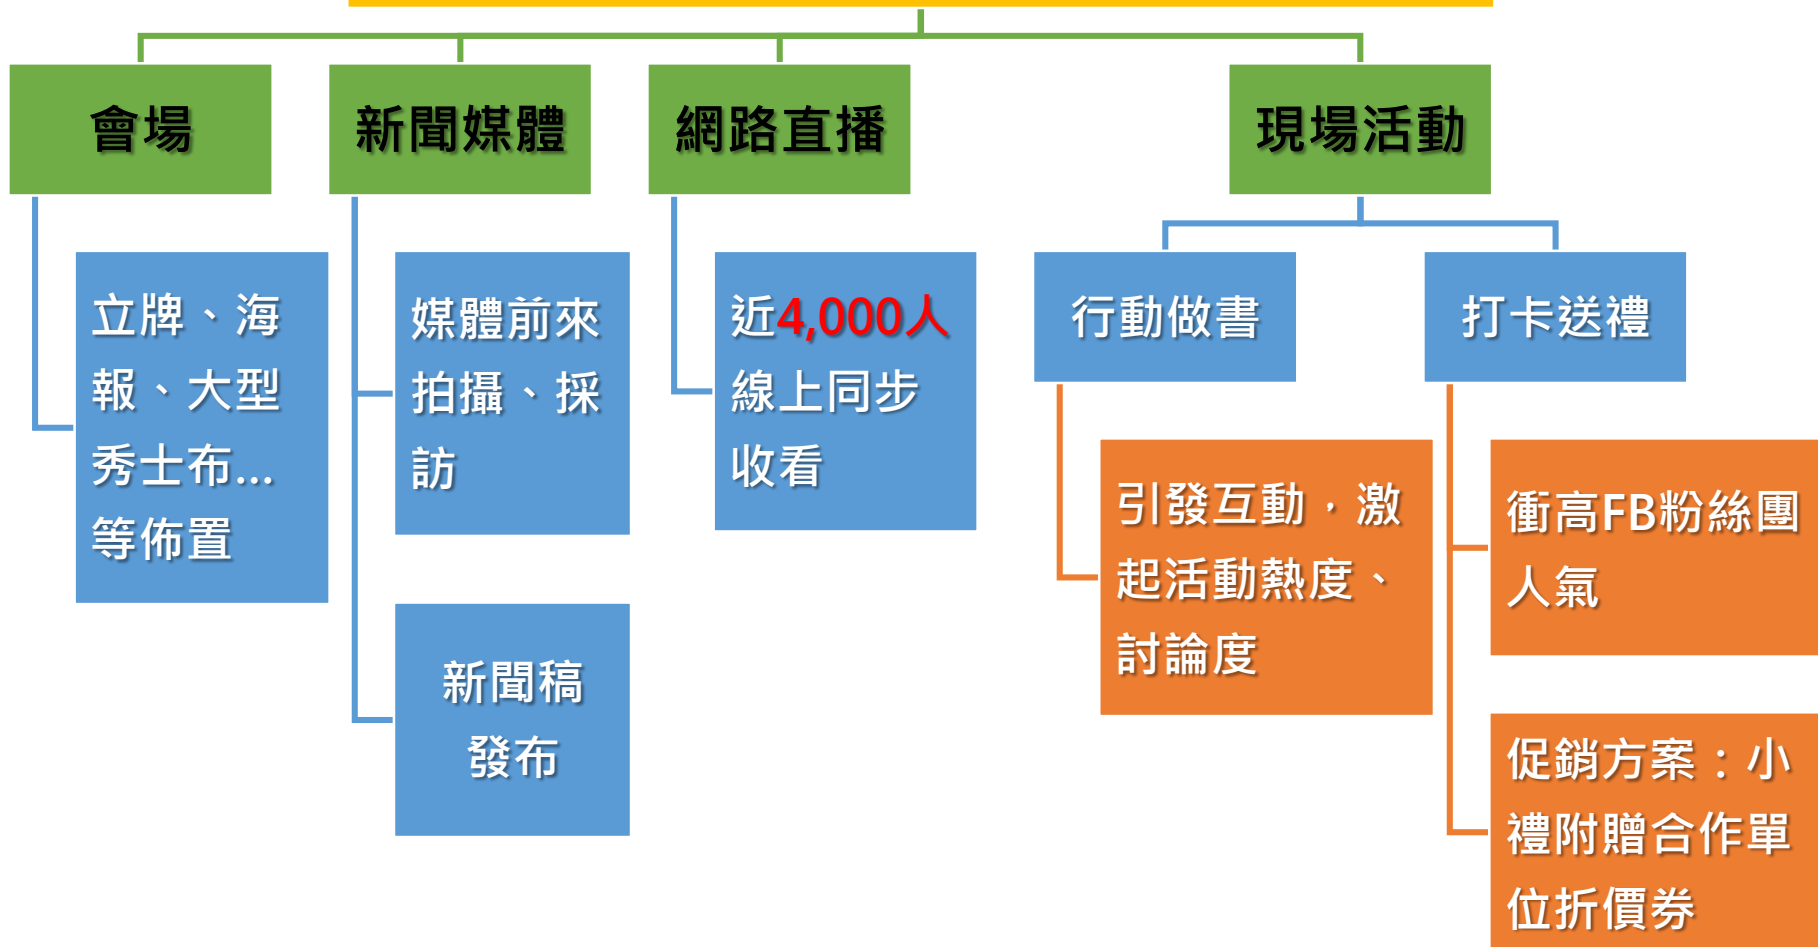 會場
新聞媒體
網路直播
現場活動
立牌、海
報、大型
秀士布…
等佈置
媒體前來
拍攝、採
訪
新聞稿
發布
近4,000人
線上同步
收看
行動做書
引發互動，激
起活動熱度、
討論度
打卡送禮
衝高FB粉絲團
人氣
促銷方案：小
禮附贈合作單
位折價券